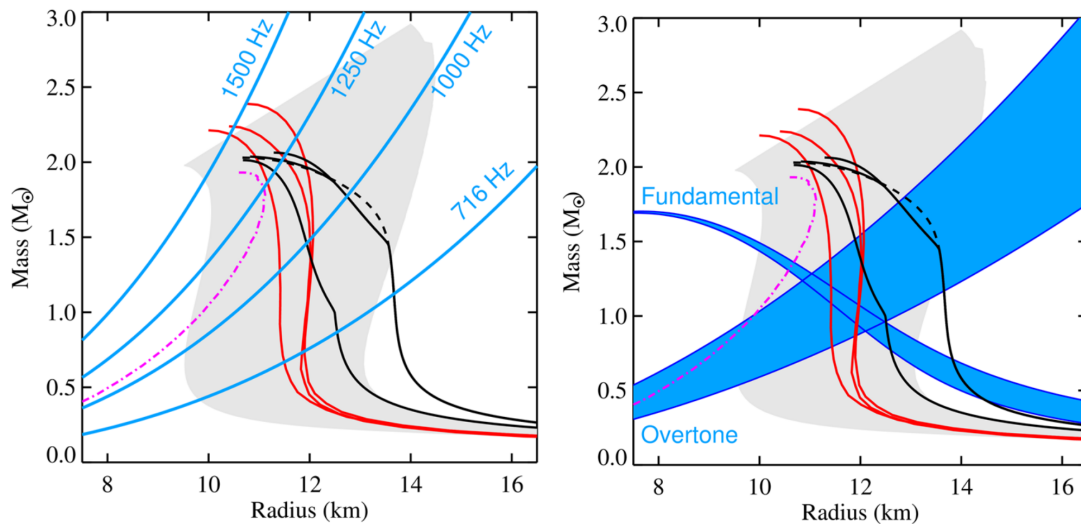 3.0
2.5
2.0
1.5
1.0
0.5
0.0
Mass (M☉)
1500 Hz
1250 Hz
1000 Hz
716 Hz
8 10 12 14 16
Radius (km)
3.0
2.5
2.0
1.5
1.0
0.5
0.0
Mass (M☉)
Fundamental
Overtone
8 10 12 14 16
Radius (km)